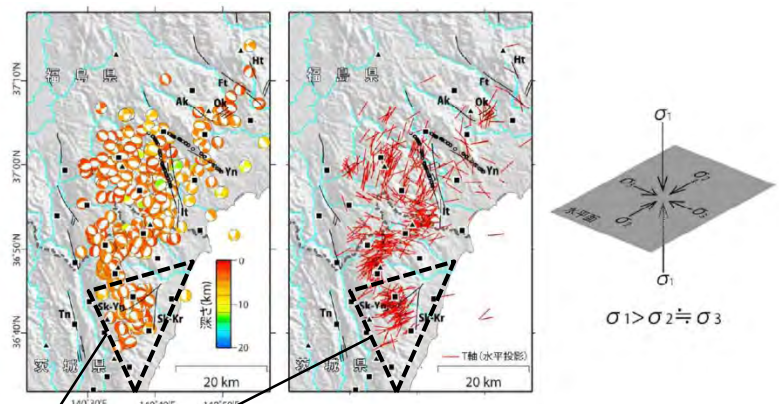 37°10'N
37°00'N
36°50'N
36°40'N
福島県
茨城県
Ht
Ft
Ak
Ok
Yn
It
Sk-Yn
Sk-Kr
Tn
深さ(km)
0
10
20
20 km
140°30'E
140°40'E
福島県
茨城県
Ht
Ft
Ak
Ok
Yn
It
Sk-Yn
Sk-Kr
Tn
T軸(水平投影)
20 km
σ1
σ2
σ2
σ3
水平面
σ1
σ1>σ2≒σ3